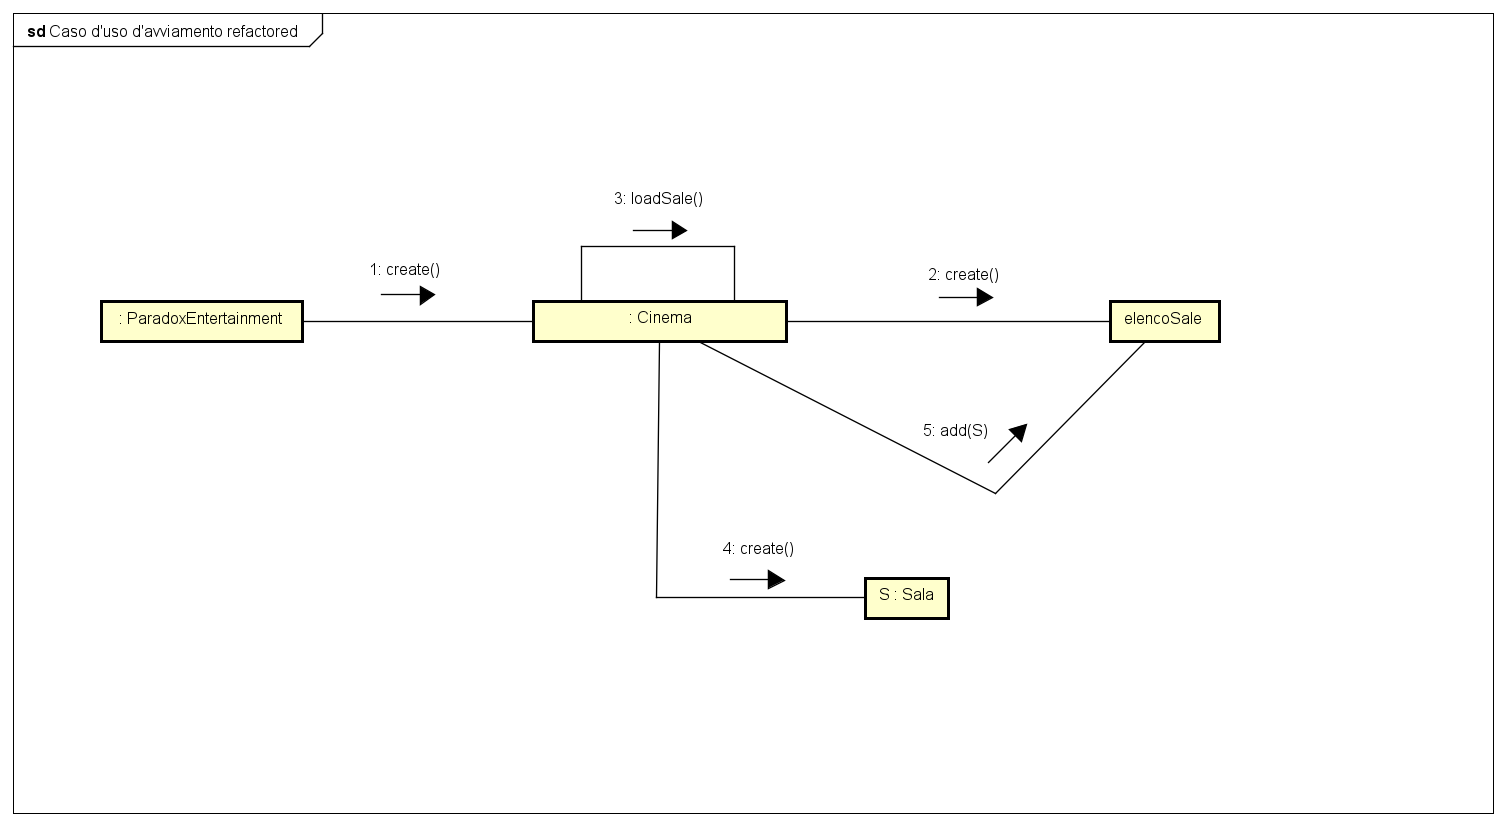 sd Caso d'uso d'avviamento refactored
3: loadSale()
1: create()
2: create()
: ParadoxEntertainment
: Cinema
elencoSale
5: add(S)
4: create()
S : Sala